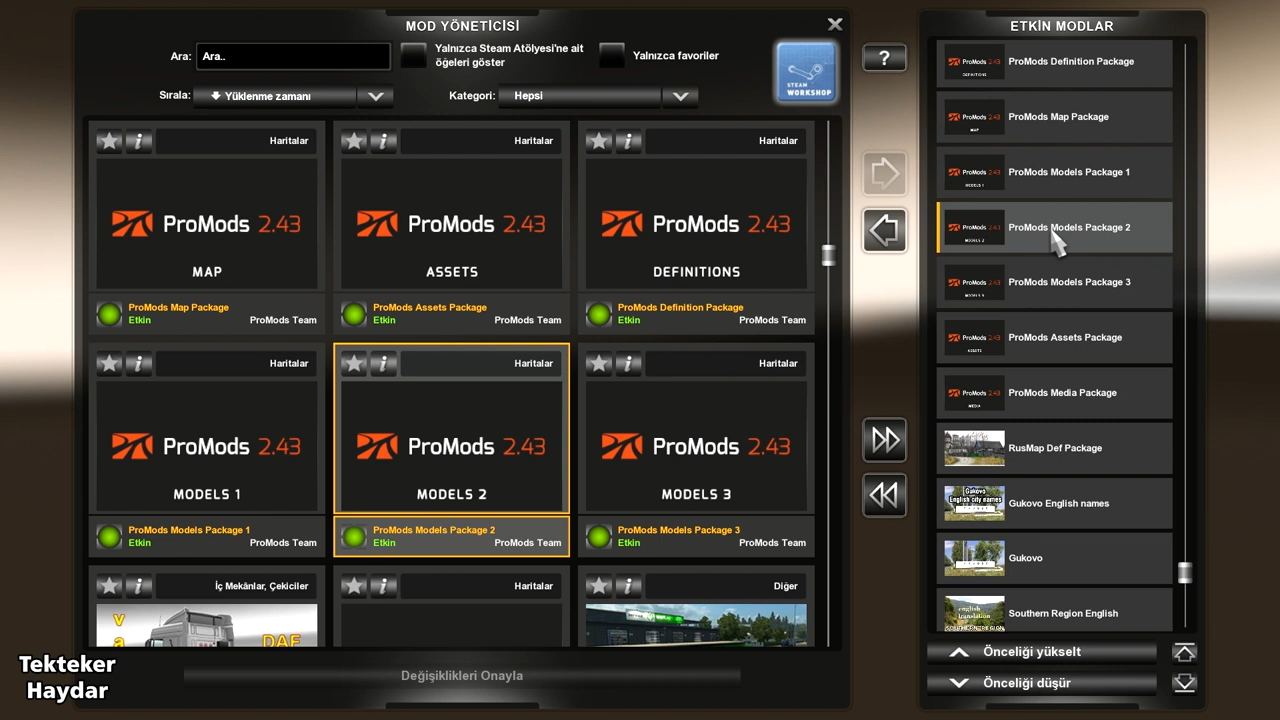 MOD YÖNETİCİSİ
Ara:
Ara..
Yalnızca Steam Atölyesi'ne ait
öğeleri göster
Yalnızca favoriler
STEAM
WORKSHOP
Sırala:
Yüklenme zamanı
Kategori:
Hepsi
Haritalar
ProMods 2.43
MAP
ProMods Map Package
Etkin
ProMods Team
Haritalar
ProMods 2.43
ASSETS
ProMods Assets Package
Etkin
ProMods Team
Haritalar
ProMods 2.43
DEFINITIONS
ProMods Definition Package
Etkin
ProMods Team
Haritalar
ProMods 2.43
MODELS 1
ProMods Models Package 1
Etkin
ProMods Team
Haritalar
ProMods 2.43
MODELS 2
ProMods Models Package 2
Etkin
ProMods Team
Haritalar
ProMods 2.43
MODELS 3
ProMods Models Package 3
Etkin
ProMods Team
İç Mekânlar, Çekiciler
v
a
DAF
Haritalar
Diğer
Değişiklikleri Onayla
?
ETKİN MODLAR
ProMods Definition Package
ProMods Map Package
ProMods Models Package 1
ProMods Models Package 2
ProMods Models Package 3
ProMods Assets Package
ProMods Media Package
RusMap Def Package
Gukovo
English city names
Gukovo English names
Gukovo
english
translation
Southern Region English
Önceliği yükselt
Önceliği düşür
Tekteker
Haydar